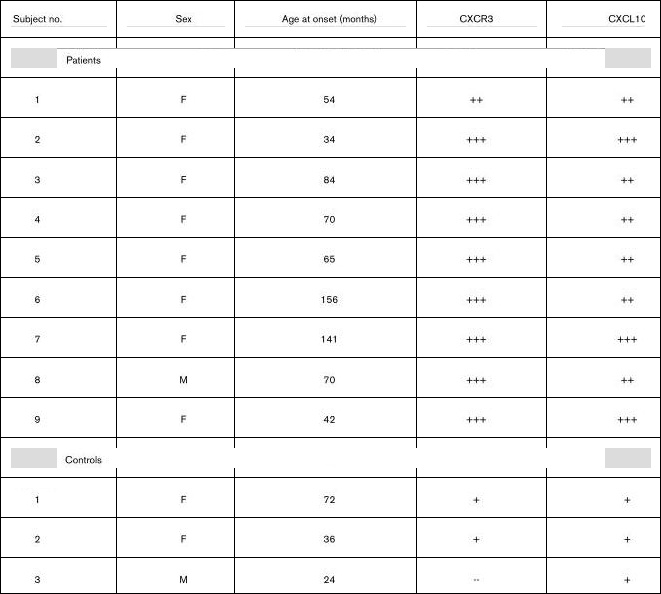 Subject no. Sex Age at onset (months) CXCR3 CXCL10
Patients
1 F 54 ++ ++
2 F 34 +++ +++
3 F 84 +++ ++
4 F 70 +++ ++
5 F 65 +++ ++
6 F 156 +++ ++
7 F 141 +++ +++
8 M 70 +++ ++
9 F 42 +++ +++
Controls
1 F 72 + +
2 F 36 + +
3 M 24 -- +